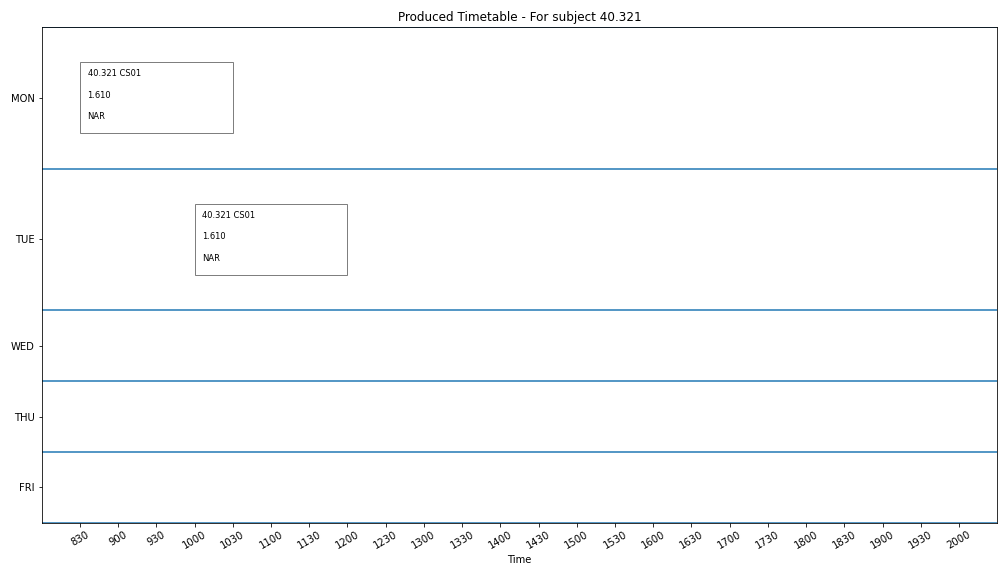 Produced Timetable - For subject 40.321
MON
40.321 CS01
1.610
NAR
TUE
40.321 CS01
1.610
NAR
WED
THU
FRI
830 900 930 1000 1030 1100 1130 1200 1230 1300 1330 1400 1430 1500 1530 1600 1630 1700 1730 1800 1830 1900 1930 2000
Time